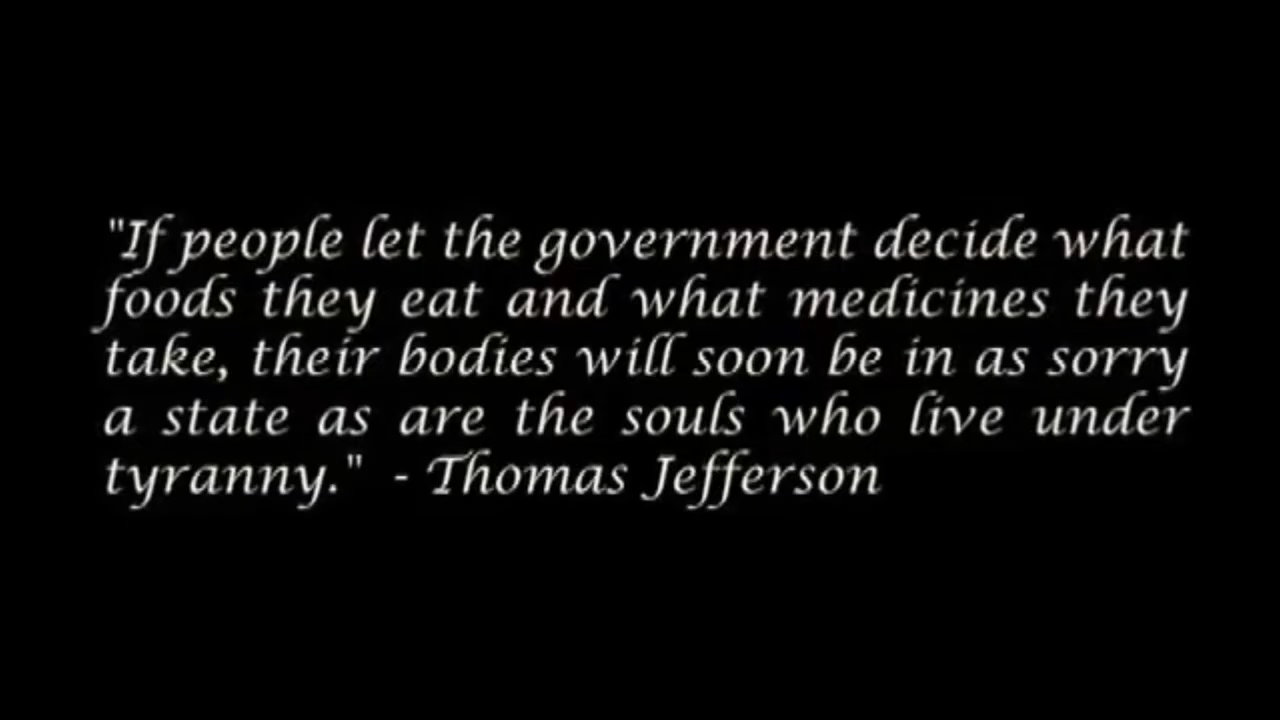 "If people let the government decide what
foods they eat and what medicines they
take, their bodies will soon be in as sorry
a state as are the souls who live under
tyranny." - Thomas Jefferson